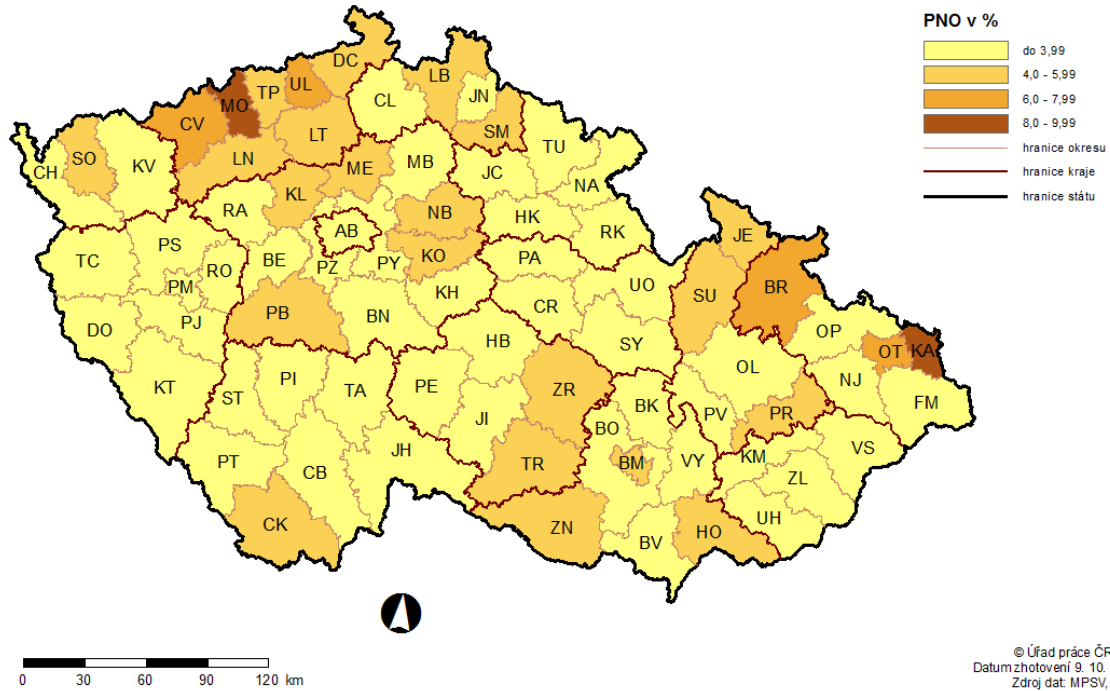 PNO v %
do 3,99
4,0 - 5,99
6,0 - 7,99
8,0 - 9,99
hranice okresu
hranice kraje
hranice státu
DC
LB
UL
TP
MO
CL
JN
CV
LT
SM
SO
KV
CH
LN
ME
MB
JC
TU
NA
KL
RA
NB
HK
AB
RK
JE
PS
BE
KO
PA
TC
RO
PZ
PY
PM
KH
CR
UO
SU
BR
PB
BN
DO
PJ
HB
SY
OP
OT
KA
OL
NJ
KT
ST
PI
TA
PE
ZR
BK
PV
PR
FM
JI
BO
VS
PT
CB
JH
TR
BM
VY
KM
ZL
CK
ZN
BV
HO
UH
0 30 60 90 120 km
© Úřad práce ČR
Datum zhotovení 9. 10.
Zdroj dat: MPSV,